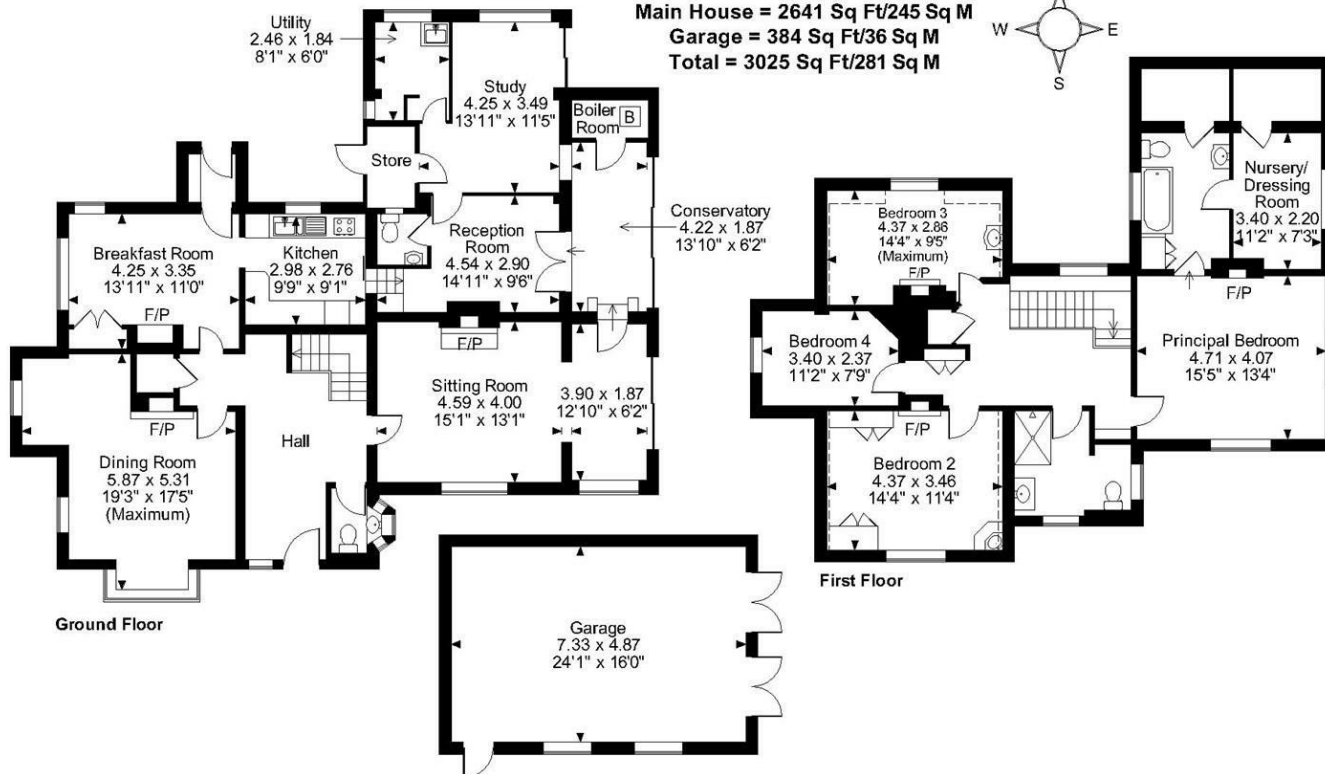 Main House = 2641 Sq Ft/245 Sq M
Garage = 384 Sq Ft/36 Sq M
Total = 3025 Sq Ft/281 Sq M
W
E
S
Utility
2.46 x 1.84
8'1" x 6'0"
Study
4.25 x 3.49
13'11" x 11'5"
Boiler
Room
B
Store
Conservatory
4.22 x 1.87
13'10" x 6'2"
Breakfast Room
4.25 x 3.35
13'11" x 11'0"
F/P
Kitchen
2.98 x 2.76
9'9" x 9'1"
Reception
Room
4.54 x 2.90
14'11" x 9'6"
F/P
Sitting Room
4.59 x 4.00
15'1" x 13'1"
3.90 x 1.87
12'10" x 6'2"
F/P
Hall
Dining Room
5.87 x 5.31
19'3" x 17'5"
(Maximum)
Ground Floor
Garage
7.33 x 4.87
24'1" x 16'0"
Nursery/
Dressing
Room
3.40 x 2.20
11'2" x 7'3"
Bedroom 3
4.37 x 2.86
14'4" x 9'5"
(Maximum)
F/P
F/P
Bedroom 4
3.40 x 2.37
11'2" x 7'9"
Principal Bedroom
4.71 x 4.07
15'5" x 13'4"
F/P
Bedroom 2
4.37 x 3.46
14'4" x 11'4"
First Floor